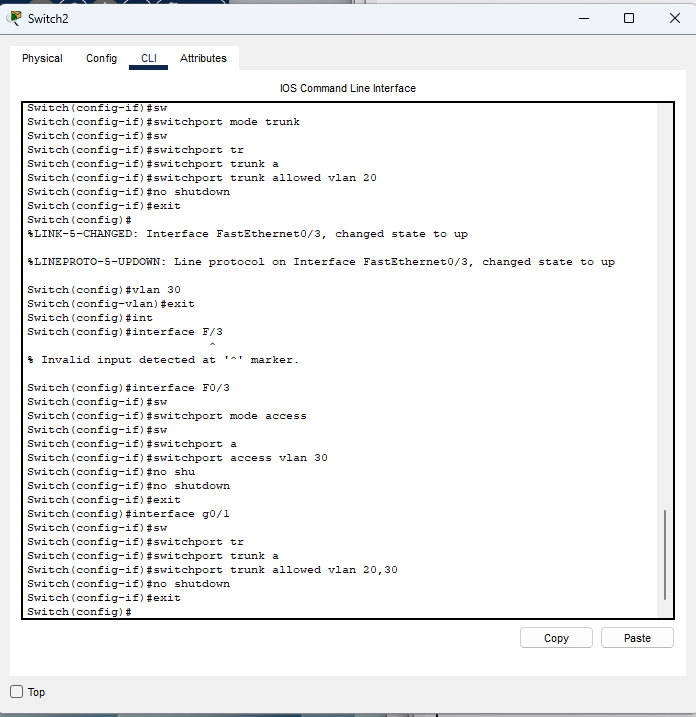 Switch2
Physical Config CLI Attributes
IOS Command Line Interface
Switch(config-if)#sw
Switch(config-if)#switchport mode trunk
Switch(config-if)#sw
Switch(config-if)#switchport tr
Switch(config-if)#switchport trunk a
Switch(config-if)#switchport trunk allowed vlan 20
Switch(config-if)#no shutdown
Switch(config-if)#exit
Switch(config)#
%LINK-5-CHANGED: Interface FastEthernet0/3, changed state to up
%LINEPROTO-5-UPDOWN: Line protocol on Interface FastEthernet0/3, changed state to up
Switch(config)#vlan 30
Switch(config-vlan)#exit
Switch(config)#int
Switch(config)#interface F/3
^
% Invalid input detected at '^' marker.
Switch(config)#interface F0/3
Switch(config-if)#sw
Switch(config-if)#switchport mode access
Switch(config-if)#sw
Switch(config-if)#switchport a
Switch(config-if)#switchport access vlan 30
Switch(config-if)#no shu
Switch(config-if)#no shutdown
Switch(config-if)#exit
Switch(config)#interface g0/1
Switch(config-if)#sw
Switch(config-if)#switchport tr
Switch(config-if)#switchport trunk a
Switch(config-if)#switchport trunk allowed vlan 20,30
Switch(config-if)#no shutdown
Switch(config-if)#exit
Switch(config)#
Copy Paste
Top